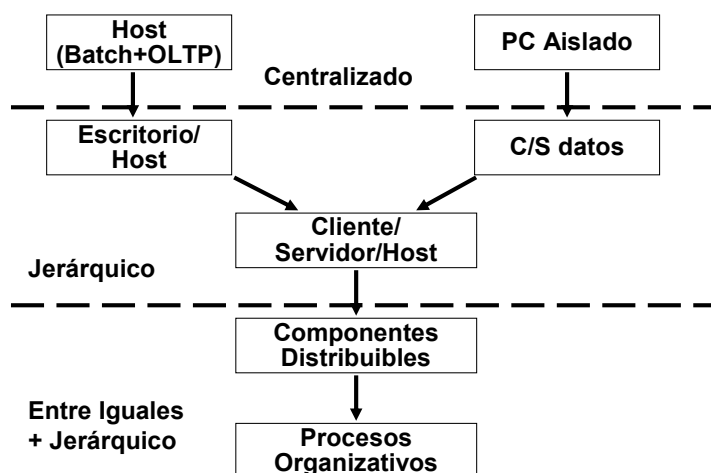 Host
(Batch+OLTP)
PC Aislado
Centralizado
Escritorio/
Host
C/S datos
Cliente/
Servidor/Host
Jerárquico
Componentes
Distribuibles
Entre Iguales
+ Jerárquico
Procesos
Organizativos